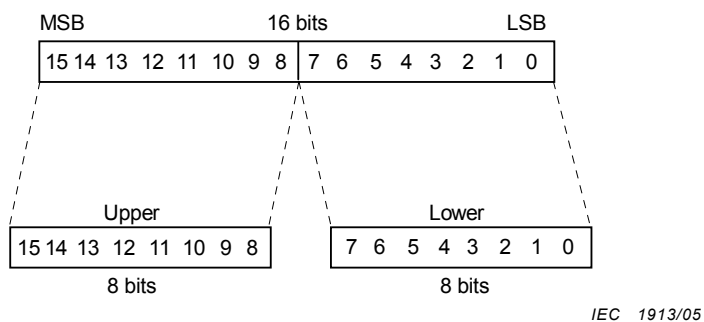 MSB 16 bits LSB
15 14 13 12 11 10 9 8 7 6 5 4 3 2 1 0
Upper Lower
15 14 13 12 11 10 9 8 7 6 5 4 3 2 1 0
8 bits 8 bits
IEC 1913/05